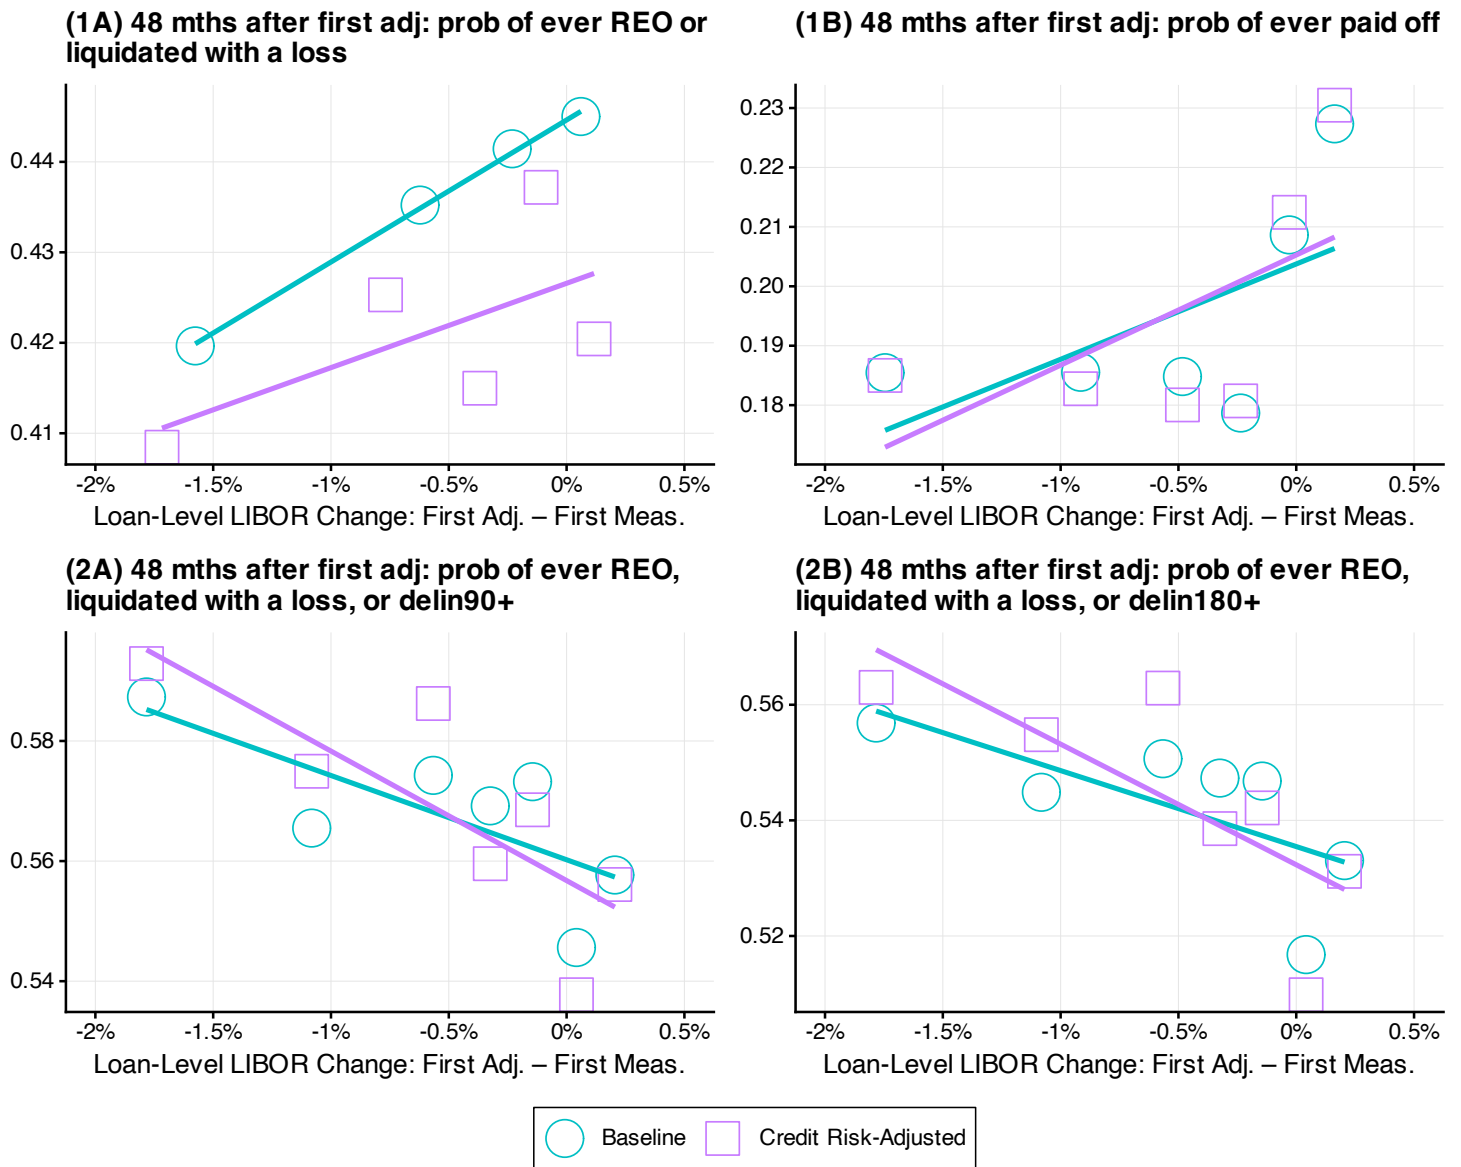 (1A) 48 mths after first adj: prob of ever REO or
liquidated with a loss
0.44
0.43
0.42
0.41
-2% -1.5% -1% -0.5% 0% 0.5%
Loan-Level LIBOR Change: First Adj. – First Meas.
(1B) 48 mths after first adj: prob of ever paid off
0.23
0.22
0.21
0.20
0.19
0.18
-2% -1.5% -1% -0.5% 0% 0.5%
Loan-Level LIBOR Change: First Adj. – First Meas.
(2A) 48 mths after first adj: prob of ever REO,
liquidated with a loss, or delin90+
0.58
0.56
0.54
-2% -1.5% -1% -0.5% 0% 0.5%
Loan-Level LIBOR Change: First Adj. – First Meas.
(2B) 48 mths after first adj: prob of ever REO,
liquidated with a loss, or delin180+
0.56
0.54
0.52
-2% -1.5% -1% -0.5% 0% 0.5%
Loan-Level LIBOR Change: First Adj. – First Meas.
Baseline Credit Risk-Adjusted